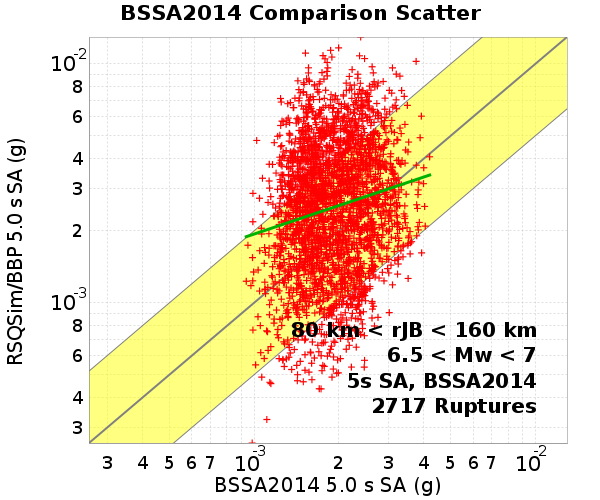 BSSA2014 Comparison Scatter
RSQSim/BBP 5.0 s SA (g)
10-2
8
6
4
3
2
10-3
8
6
4
3
80 km < rJB < 160 km
6.5 < Mw < 7
5s SA, BSSA2014
2717 Ruptures
3 4 5 6 7 10-3 2 3 4 5 6 7 10-2
BSSA2014 5.0 s SA (g)